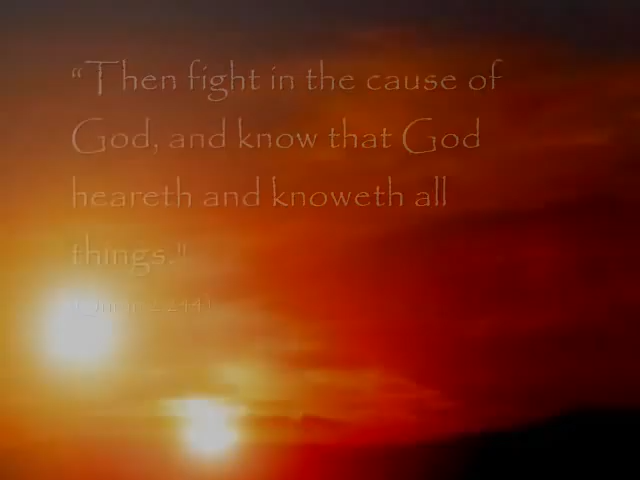 “Then fight in the cause of
God, and know that God
heareth and knoweth all
things."